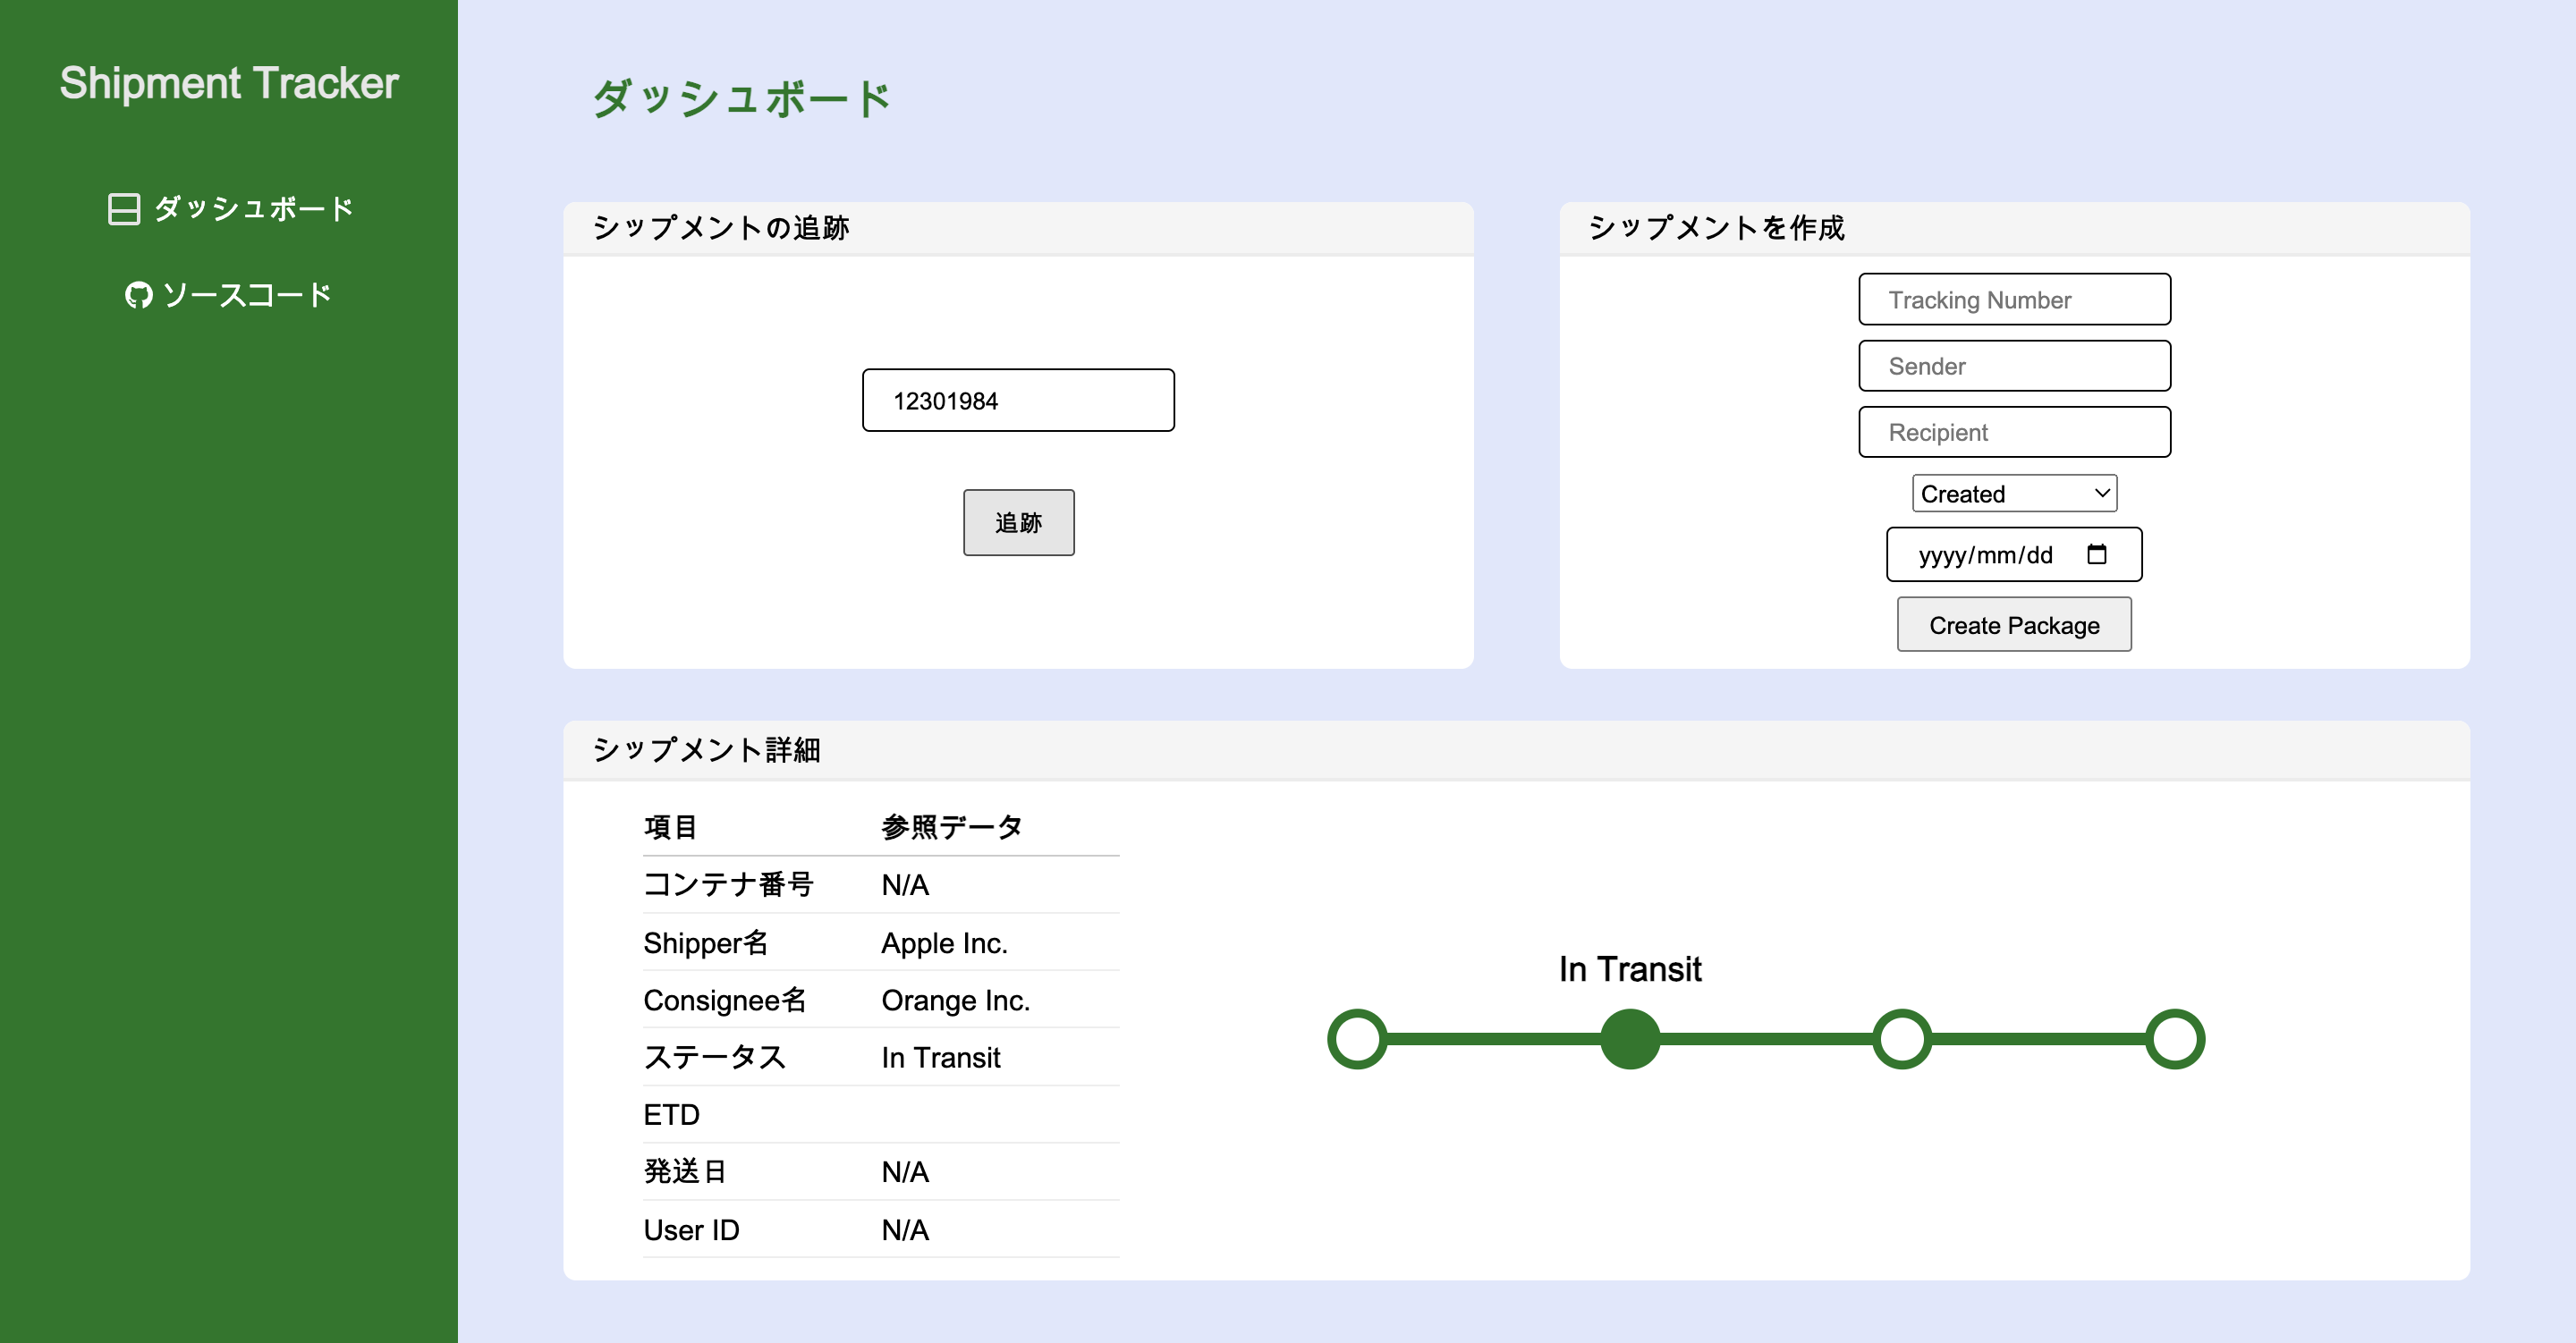 Shipment Tracker
ダッシュボード
ソースコード
ダッシュボード
シップメントの追跡
12301984
追跡
シップメントを作成
Tracking Number
Sender
Recipient
Created
yyyy/mm/dd
Create Package
シップメント詳細
項目 参照データ
コンテナ番号 N/A
Shipper名 Apple Inc.
Consignee名 Orange Inc.
ステータス In Transit
ETD
発送日 N/A
User ID N/A
In Transit